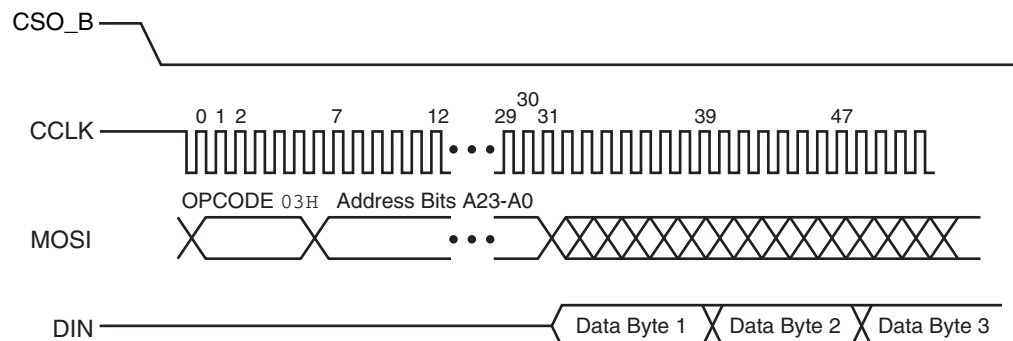 CSO_B
30
0 1 2 7 12 29 31 39 47
CCLK
OPCODE 03H Address Bits A23-A0
MOSI
DIN Data Byte 1 Data Byte 2 Data Byte 3